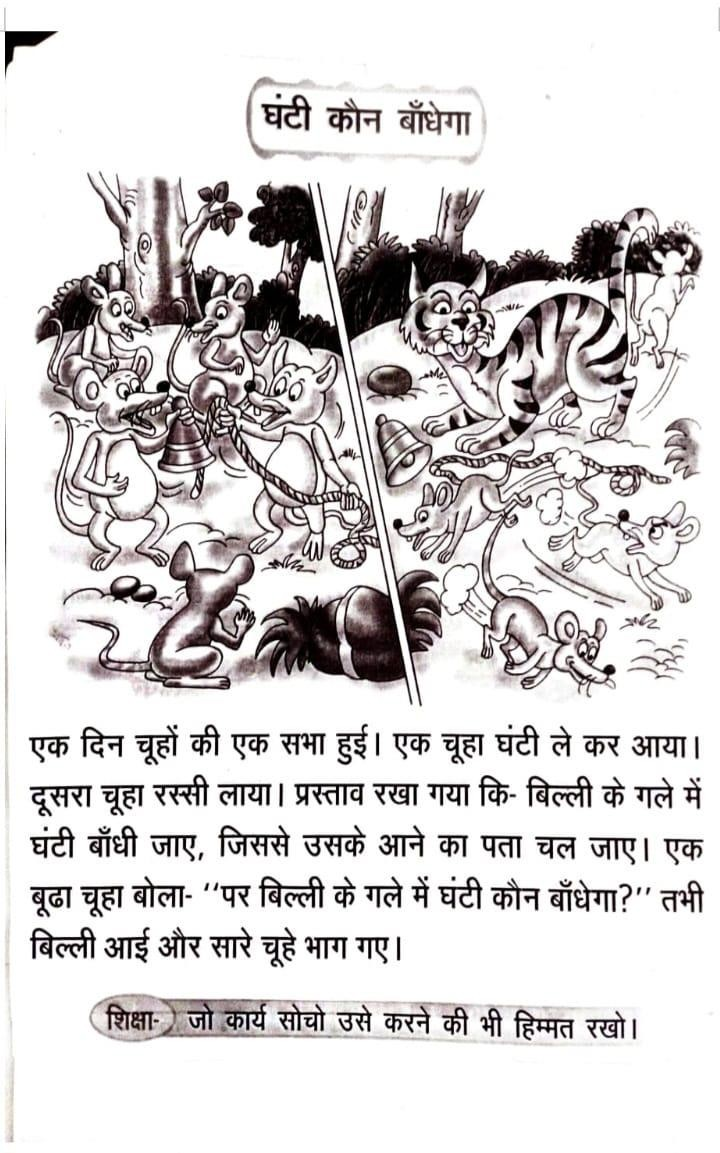 घंटी कौन बाँधेगा
एक दिन चूहों की एक सभा हुई। एक चूहा घंटी ले कर आया।
दूसरा चूहा रस्सी लाया। प्रस्ताव रखा गया कि- बिल्ली के गले में
घंटी बाँधी जाए, जिससे उसके आने का पता चल जाए। एक
बूढा चूहा बोला- ‘‘पर बिल्ली के गले में घंटी कौन बाँधेगा?’’ तभी
बिल्ली आई और सारे चूहे भाग गए।
शिक्षा- जो कार्य सोचो उसे करने की भी हिम्मत रखो।